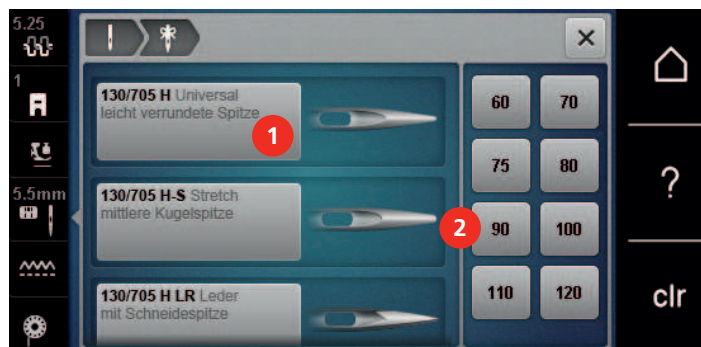 5.25
1
5.5mm
130/705 H Universal
leicht verrundete Spitze
1
130/705 H-S Stretch
mittlere Kugelspitze
2
130/705 H LR Leder
mit Schneidespitze
60 70
75 80
90 100
110 120
?
clr